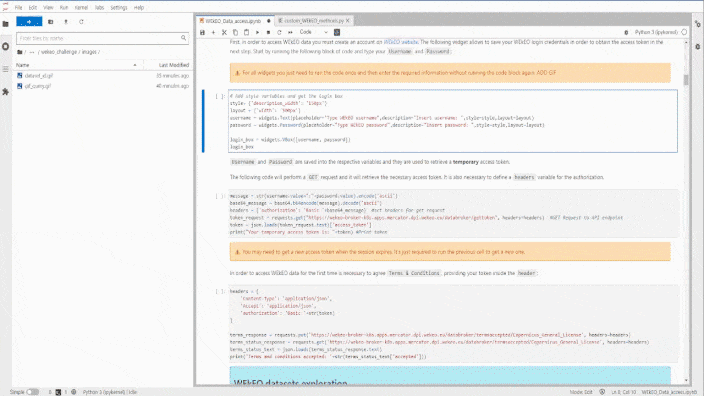 File Edit View Run Kernel Tabs Settings Help
Filter files by name
/ ··· / wekeo_challenge / images /
Name Last Modified
dataset_id.gif 35 minutes ago
gif_query.gif 40 minutes ago
WEkEO_Data_access.ipynb
custom_WEkEO_methods.py
Code
Python 3 (ipykernel)
First, in order to access WEkEO data you must create an account on WEkEO website. The following widget allows to save your WEkEO login credentials in order to obtain the access token in the
next step. Start by running the following block of code and type your Username and Password:
For all widgets you just need to run the code once and then enter the required information without running the code block again: ADD GIF
[ ]: # Add style variables and get the login box
style= {'description_width': '150px'}
layout = {'width': '800px'}
username = widgets.Text(placeholder="Type WEkEO username",description="Insert username: ",style=style,layout=layout)
password = widgets.Password(placeholder="Type WEkEO password",description="Insert password: ",style=style,layout=layout)
login_box = widgets.VBox([username, password])
login_box
Username and Password are saved into the respective variables and they are used to retrieve a temporary access token.
The following code will perform a GET request and it will retrieve the necessary access token. It is also necessary to define a headers variable for the authorization.
[ ]: message = str(username.value+":"+password.value).encode('ascii')
base64_message = base64.b64encode(message).decode('ascii')
headers = {'authorization': 'Basic '+base64_message} #set headers for get request
token_request = requests.get("https://wekeo-broker-k8s.apps.mercator.dpi.wekeo.eu/databroker/gettoken", headers=headers) #GET Request to API endpoint
token = json.loads(token_request.text)['access_token']
print("Your temporary access token is: "+token) #Print token
You may need to get a new access token when the session expires. It's just required to run the previous cell to get a new one
In order to access WEkEO data for the first time is necessary to agree Terms & Conditions, providing your token inside the Header:
[ ]: headers = {
'Content-Type': 'application/json',
'Accept': 'application/json',
'authorization': 'Basic '+str(token)
}
terms_response = requests.put('https://wekeo-broker-k8s.apps.mercator.dpi.wekeo.eu/databroker/termsaccepted/Copernicus_General_License', headers=headers)
terms_status_response = requests.get('https://wekeo-broker-k8s.apps.mercator.dpi.wekeo.eu/databroker/termsaccepted/Copernicus_General_License', headers=headers)
terms_status_text = json.loads(terms_status_response.text)
print('Terms and conditions accepted: '+str(terms_status_text['accepted']))
WEkEO datasets exploration
Simple
Python 3 (ipykernel) | Idle
Mode: Edit
Ln 8, Col 10
WEkEO_Data_access.ipynb